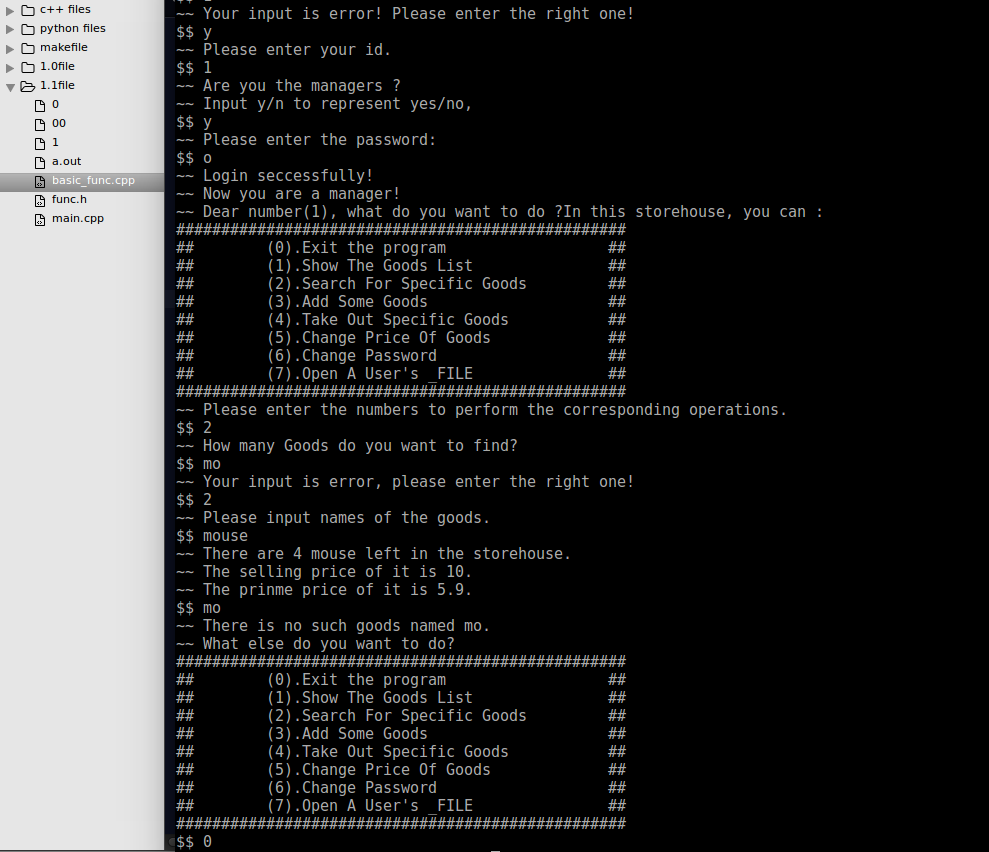 c++ files
python files
makefile
1.0file
1.1file
0
00
1
a.out
basic_func.cpp
func.h
main.cpp
~~ Your input is error! Please enter the right one!
$$ y
~~ Please enter your id.
$$ 1
~~ Are you the managers ?
~~ Input y/n to represent yes/no,
$$ y
~~ Please enter the password:
$$ o
~~ Login seccessfully!
~~ Now you are a manager!
~~ Dear number(1), what do you want to do ?In this storehouse, you can :
##################################################
##        (0).Exit the program                  ##
##        (1).Show The Goods List               ##
##        (2).Search For Specific Goods         ##
##        (3).Add Some Goods                    ##
##        (4).Take Out Specific Goods           ##
##        (5).Change Price Of Goods             ##
##        (6).Change Password                   ##
##        (7).Open A User's _FILE               ##
##################################################
~~ Please enter the numbers to perform the corresponding operations.
$$ 2
~~ How many Goods do you want to find?
$$ mo
~~ Your input is error, please enter the right one!
$$ 2
~~ Please input names of the goods.
$$ mouse
~~ There are 4 mouse left in the storehouse.
~~ The selling price of it is 10.
~~ The prinme price of it is 5.9.
$$ mo
~~ There is no such goods named mo.
~~ What else do you want to do?
##################################################
##        (0).Exit the program                  ##
##        (1).Show The Goods List               ##
##        (2).Search For Specific Goods         ##
##        (3).Add Some Goods                    ##
##        (4).Take Out Specific Goods           ##
##        (5).Change Price Of Goods             ##
##        (6).Change Password                   ##
##        (7).Open A User's _FILE               ##
##################################################
$$ 0